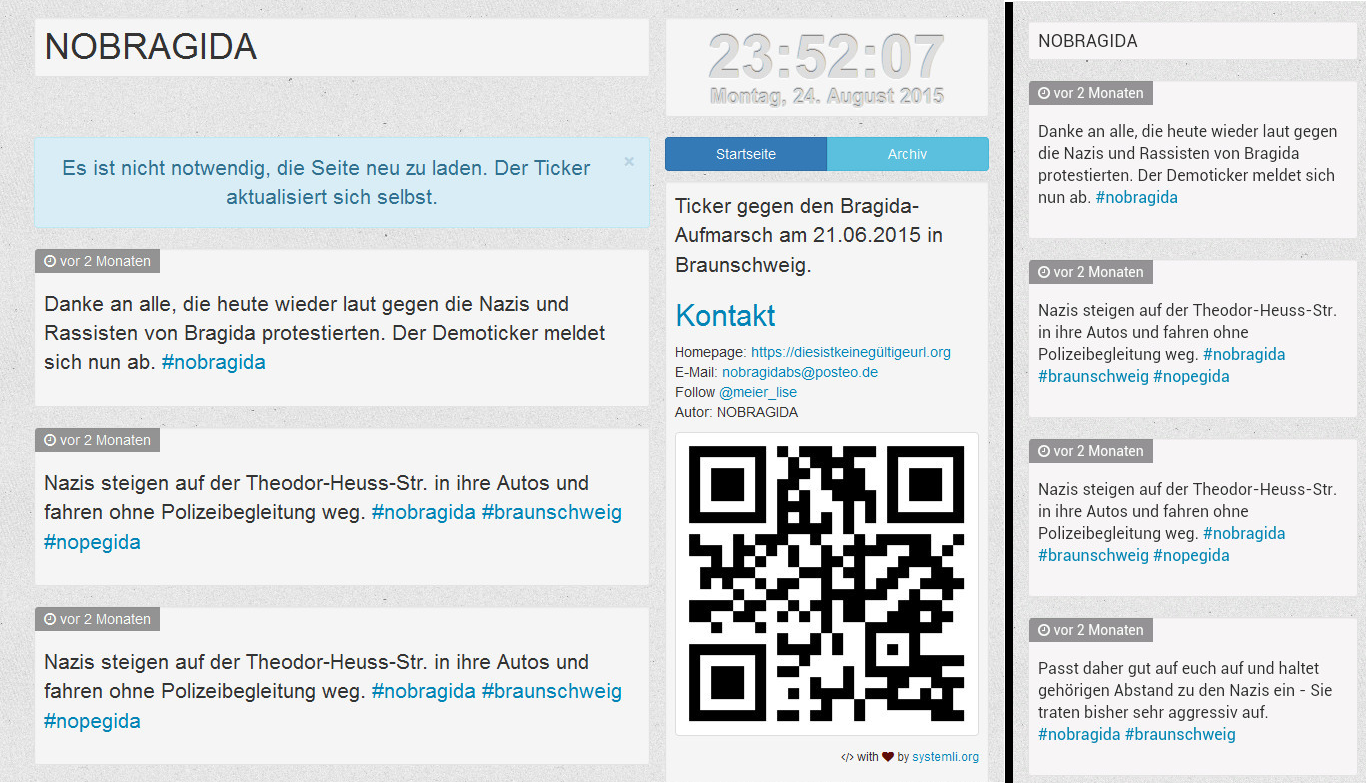 NOBRAGIDA
23:52:07
Montag, 24. August 2015
Es ist nicht notwendig, die Seite neu zu laden. Der Ticker
aktualisiert sich selbst.
×
vor 2 Monaten
Danke an alle, die heute wieder laut gegen die Nazis und
Rassisten von Bragida protestierten. Der Demoticker meldet
sich nun ab. #nobragida
vor 2 Monaten
Nazis steigen auf der Theodor-Heuss-Str. in ihre Autos und
fahren ohne Polizeibegleitung weg. #nobragida #braunschweig
#nopegida
vor 2 Monaten
Nazis steigen auf der Theodor-Heuss-Str. in ihre Autos und
fahren ohne Polizeibegleitung weg. #nobragida #braunschweig
#nopegida
Startseite
Archiv
Ticker gegen den Bragida-
Aufmarsch am 21.06.2015 in
Braunschweig.
Kontakt
Homepage: https://diesistkeinegültigeurl.org
E-Mail: nobragidabs@posteo.de
Follow @meier_lise
Autor: NOBRAGIDA
</> with ♥ by systemli.org
NOBRAGIDA
vor 2 Monaten
Danke an alle, die heute wieder laut gegen
die Nazis und Rassisten von Bragida
protestierten. Der Demoticker meldet sich
nun ab. #nobragida
vor 2 Monaten
Nazis steigen auf der Theodor-Heuss-Str.
in ihre Autos und fahren ohne
Polizeibegleitung weg. #nobragida
#braunschweig #nopegida
vor 2 Monaten
Nazis steigen auf der Theodor-Heuss-Str.
in ihre Autos und fahren ohne
Polizeibegleitung weg. #nobragida
#braunschweig #nopegida
vor 2 Monaten
Passt daher gut auf euch auf und haltet
gehörigen Abstand zu den Nazis ein - Sie
traten bisher sehr aggressiv auf.
#nobragida #braunschweig